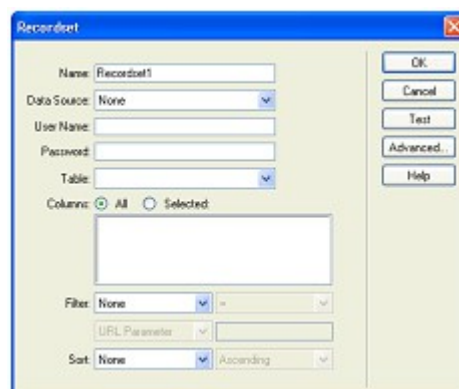 Recordset
Name: Recordset1
Data Source: None
User Name:
Password:
Table:
Columns: All Selected:
Filter: None =
URL Parameter
Sort: None Ascending
OK
Cancel
Test
Advanced...
Help